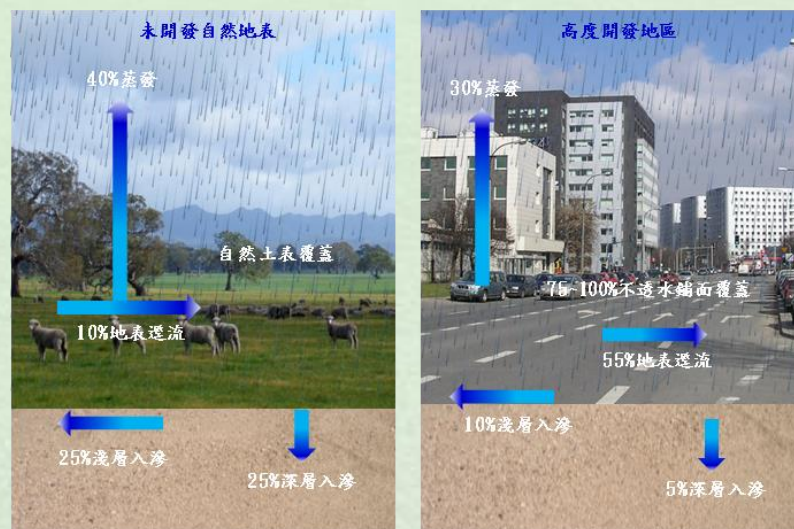 未開發自然地表
40%蒸發
自然土表覆蓋
10%地表逕流
25%淺層入滲
25%深層入滲
高度開發地區
30%蒸發
75-100%不透水鋪面覆蓋
55%地表逕流
10%淺層入滲
5%深層入滲